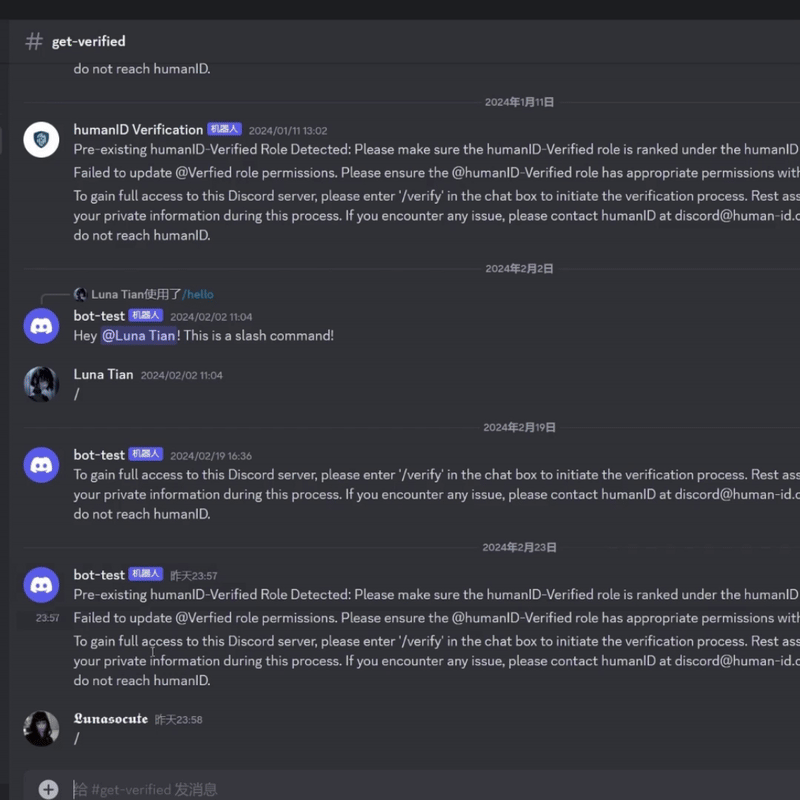 # get-verified
do not reach humanID.
2024年1月11日
humanID Verification 机器人 2024/01/11 13:02
Pre-existing humanID-Verified Role Detected: Please make sure the humanID-Verified role is ranked under the humanID
Failed to update @Verfied role permissions. Please ensure the @humanID-Verified role has appropriate permissions with
To gain full access to this Discord server, please enter '/verify' in the chat box to initiate the verification process. Rest ass
your private information during this process. If you encounter any issue, please contact humanID at discord@human-id.o
do not reach humanID.
2024年2月2日
Luna Tian使用了/hello
bot-test 机器人 2024/02/02 11:04
Hey @Luna Tian! This is a slash command!
Luna Tian 2024/02/02 11:04
/
2024年2月19日
bot-test 机器人 2024/02/19 16:36
To gain full access to this Discord server, please enter '/verify' in the chat box to initiate the verification process. Rest ass
your private information during this process. If you encounter any issue, please contact humanID at discord@human-id.o
do not reach humanID.
2024年2月23日
bot-test 机器人 昨天23:57
Pre-existing humanID-Verified Role Detected: Please make sure the humanID-Verified role is ranked under the humanID
23:57 Failed to update @Verfied role permissions. Please ensure the @humanID-Verified role has appropriate permissions with
To gain full access to this Discord server, please enter '/verify' in the chat box to initiate the verification process. Rest ass
your private information during this process. If you encounter any issue, please contact humanID at discord@human-id.o
do not reach humanID.
𝕷𝖚𝖓𝖆𝖘𝖔𝖈𝖚𝖙𝖊 昨天23:58
/
给 #get-verified 发消息